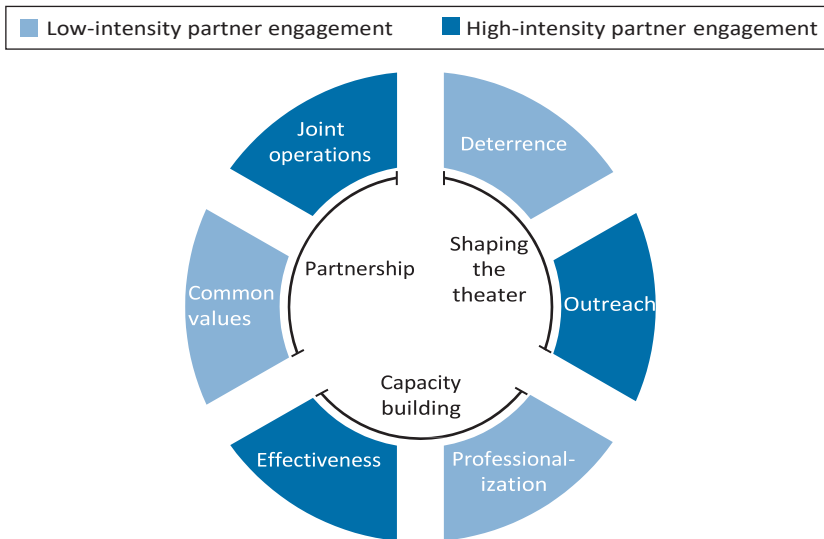 Low-intensity partner engagement
High-intensity partner engagement
Joint
operations
Deterrence
Partnership
Shaping
the
theater
Common
values
Outreach
Capacity
building
Effectiveness
Professional-
ization